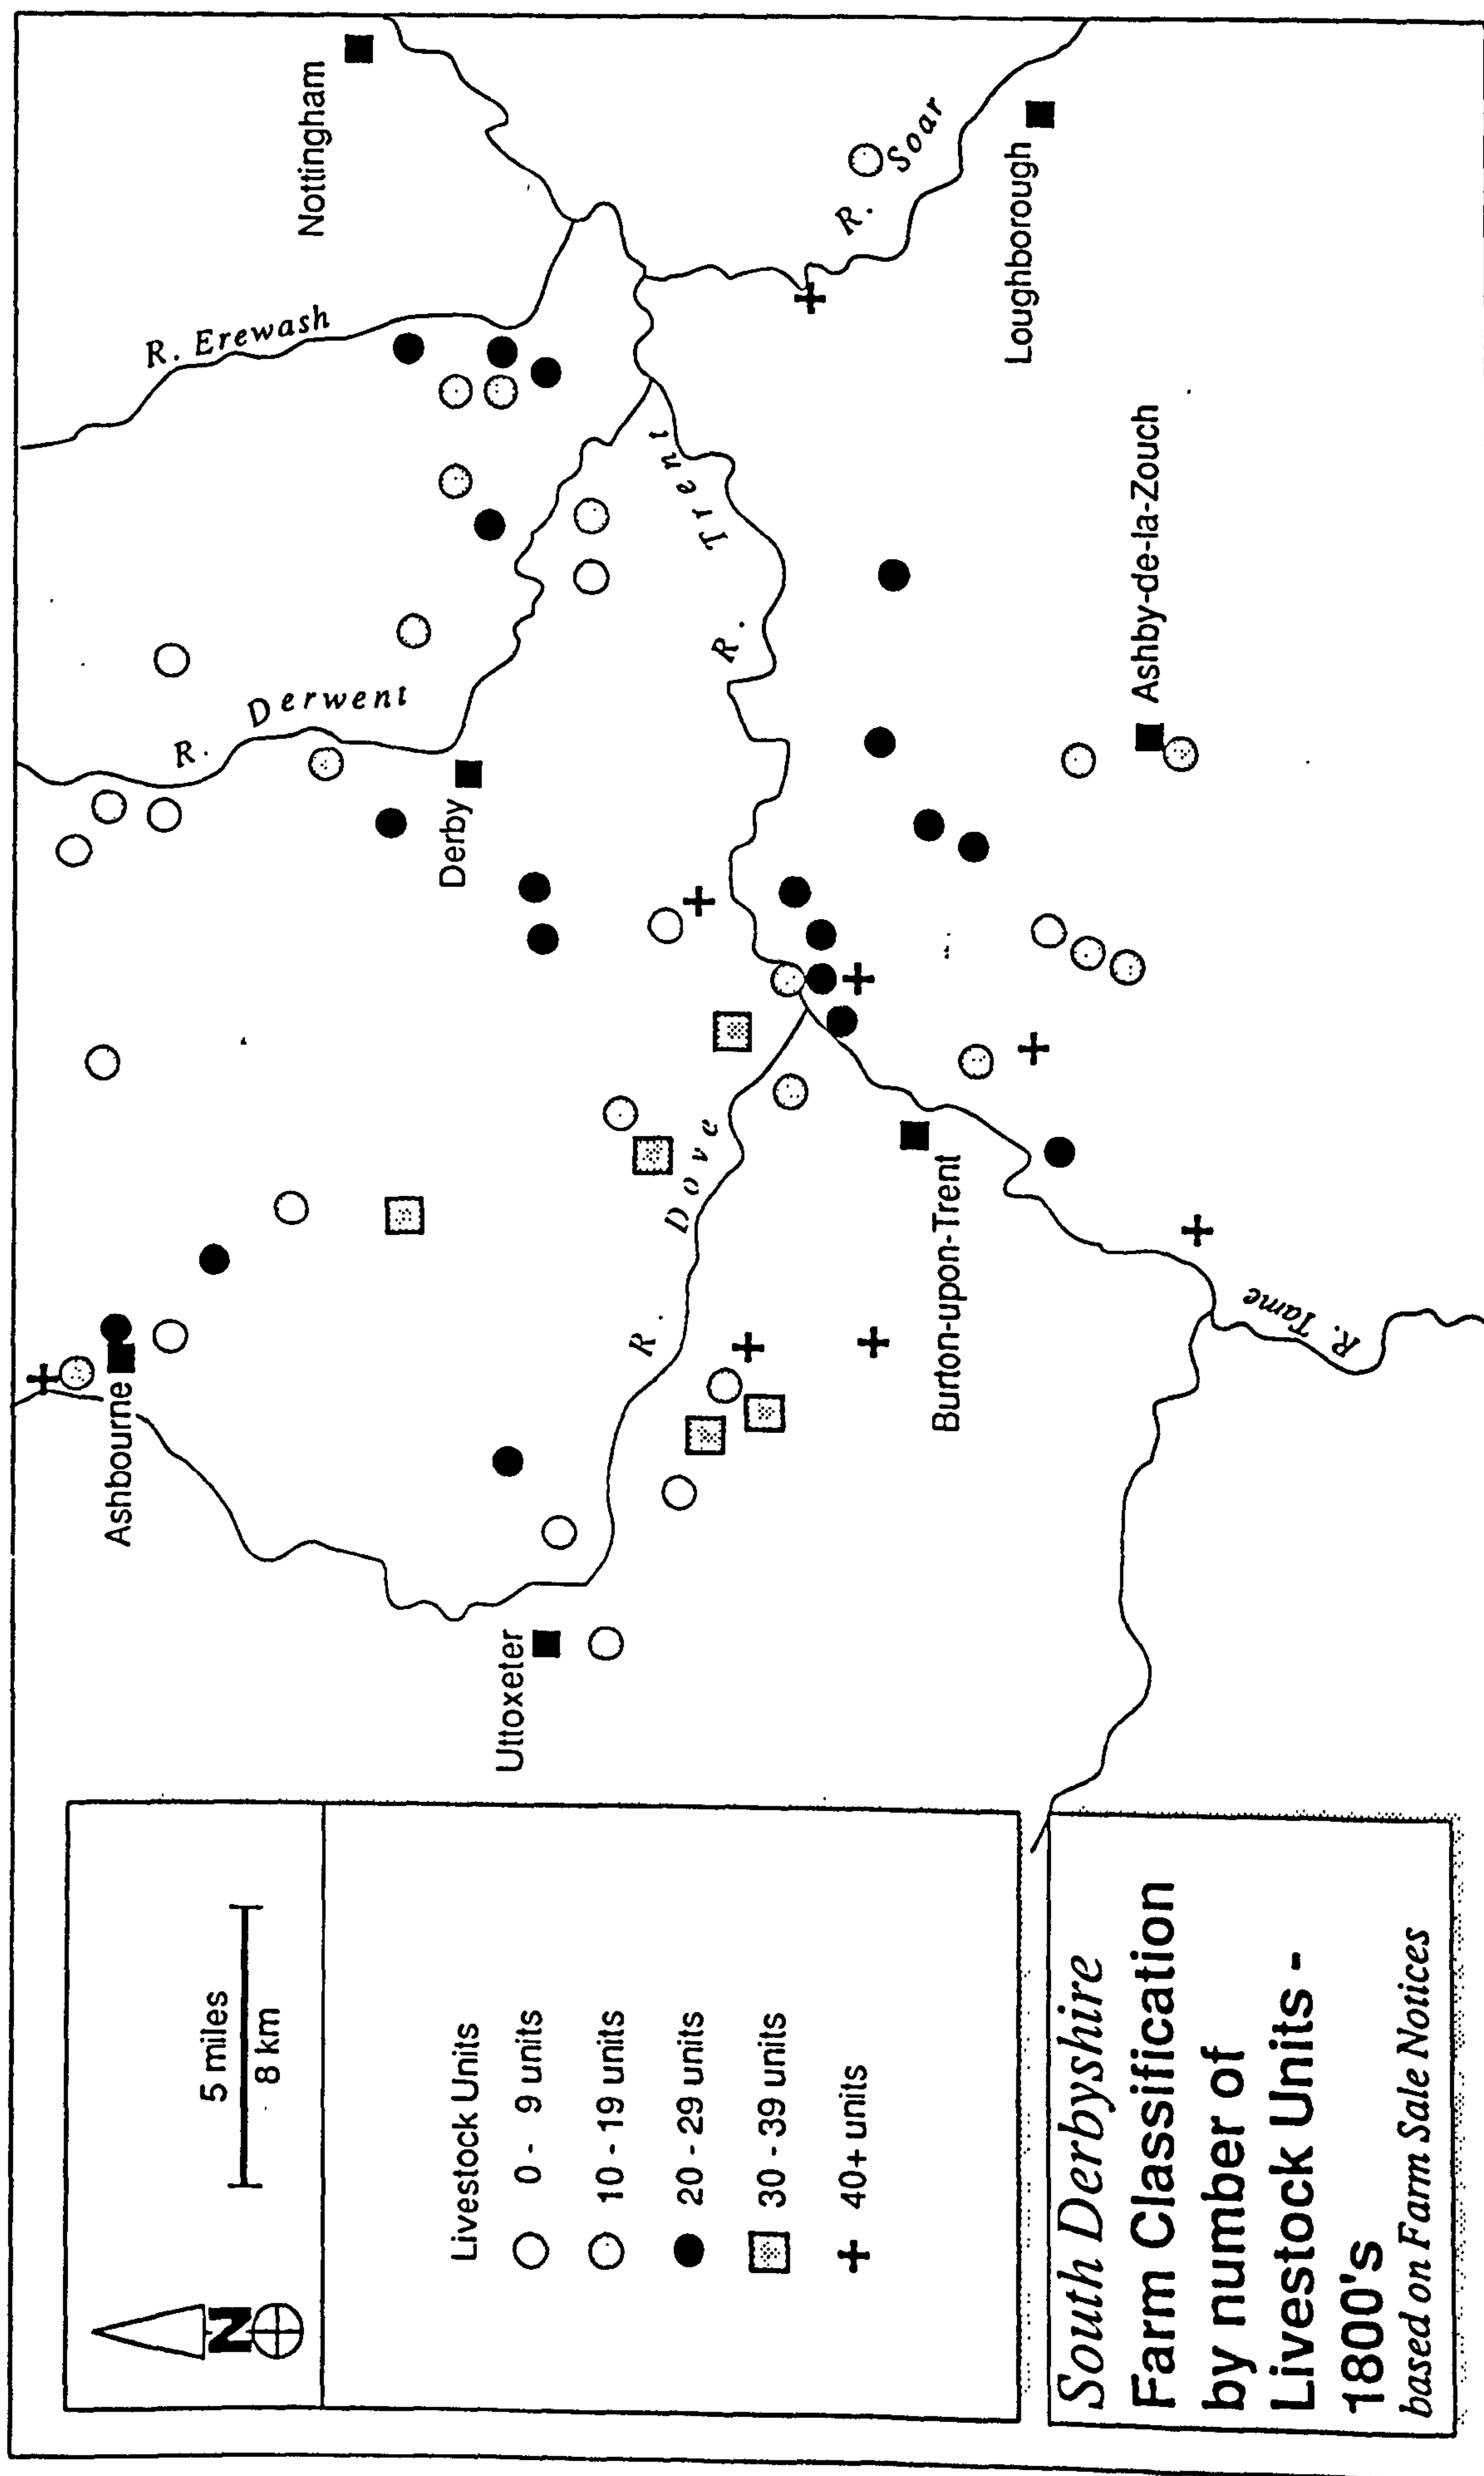 N
5 miles
8 km
Livestock Units
0 - 9 units
10 - 19 units
20 - 29 units
30 - 39 units
40+ units
South Derbyshire
Farm Classification
by number of
Livestock Units -
1800's
based on Farm Sale Notices
Ashbourne
Uttoxeter
R. Dove
Derby
R. Derwent
R. Erewash
Nottingham
R. Trent
R. Soar
Loughborough
Ashby-de-la-Zouch
Burton-upon-Trent
R. Tame